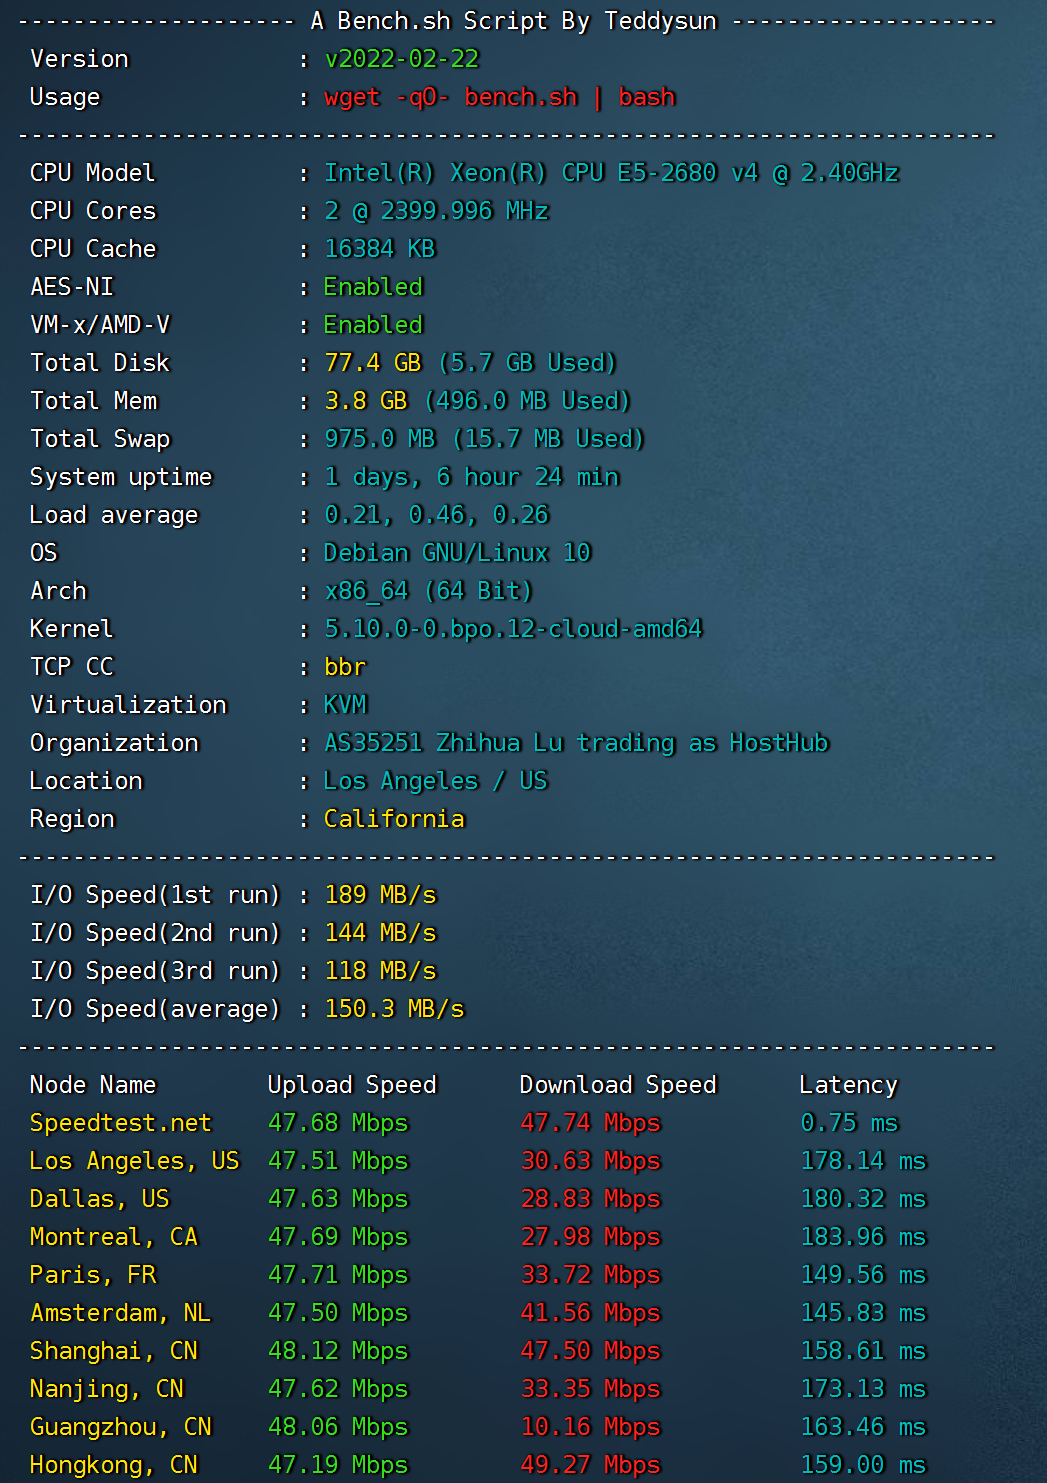 -------------------- A Bench.sh Script By Teddysun -------------------
Version : v2022-02-22
Usage : wget -qO- bench.sh | bash
----------------------------------------------------------------------
CPU Model : Intel(R) Xeon(R) CPU E5-2680 v4 @ 2.40GHz
CPU Cores : 2 @ 2399.996 MHz
CPU Cache : 16384 KB
AES-NI : Enabled
VM-x/AMD-V : Enabled
Total Disk : 77.4 GB (5.7 GB Used)
Total Mem : 3.8 GB (496.0 MB Used)
Total Swap : 975.0 MB (15.7 MB Used)
System uptime : 1 days, 6 hour 24 min
Load average : 0.21, 0.46, 0.26
OS : Debian GNU/Linux 10
Arch : x86_64 (64 Bit)
Kernel : 5.10.0-0.bpo.12-cloud-amd64
TCP CC : bbr
Virtualization : KVM
Organization : AS35251 Zhihua Lu trading as HostHub
Location : Los Angeles / US
Region : California
----------------------------------------------------------------------
I/O Speed(1st run) : 189 MB/s
I/O Speed(2nd run) : 144 MB/s
I/O Speed(3rd run) : 118 MB/s
I/O Speed(average) : 150.3 MB/s
----------------------------------------------------------------------
Node Name Upload Speed Download Speed Latency
Speedtest.net 47.68 Mbps 47.74 Mbps 0.75 ms
Los Angeles, US 47.51 Mbps 30.63 Mbps 178.14 ms
Dallas, US 47.63 Mbps 28.83 Mbps 180.32 ms
Montreal, CA 47.69 Mbps 27.98 Mbps 183.96 ms
Paris, FR 47.71 Mbps 33.72 Mbps 149.56 ms
Amsterdam, NL 47.50 Mbps 41.56 Mbps 145.83 ms
Shanghai, CN 48.12 Mbps 47.50 Mbps 158.61 ms
Nanjing, CN 47.62 Mbps 33.35 Mbps 173.13 ms
Guangzhou, CN 48.06 Mbps 10.16 Mbps 163.46 ms
Hongkong, CN 47.19 Mbps 49.27 Mbps 159.00 ms